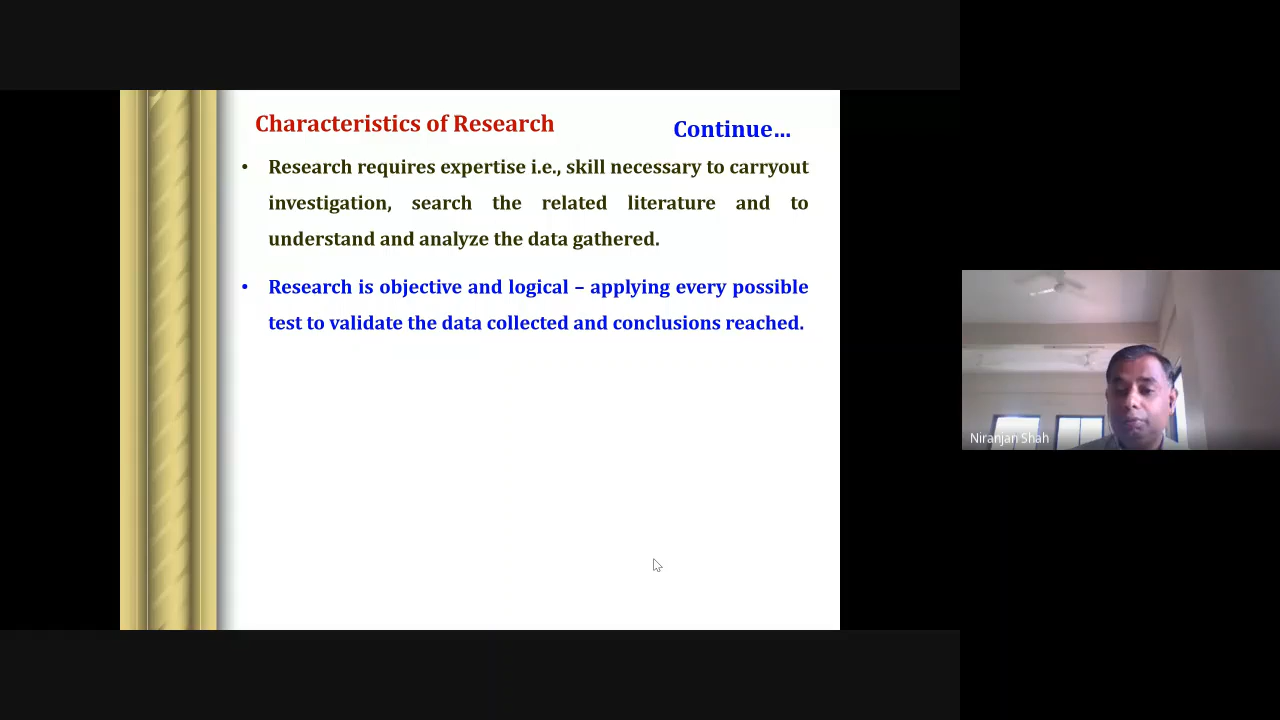 Characteristics of Research
Continue...
• Research requires expertise i.e., skill necessary to carryout
investigation, search the related literature and to
understand and analyze the data gathered.
• Research is objective and logical – applying every possible
test to validate the data collected and conclusions reached.
Niranjan Shah